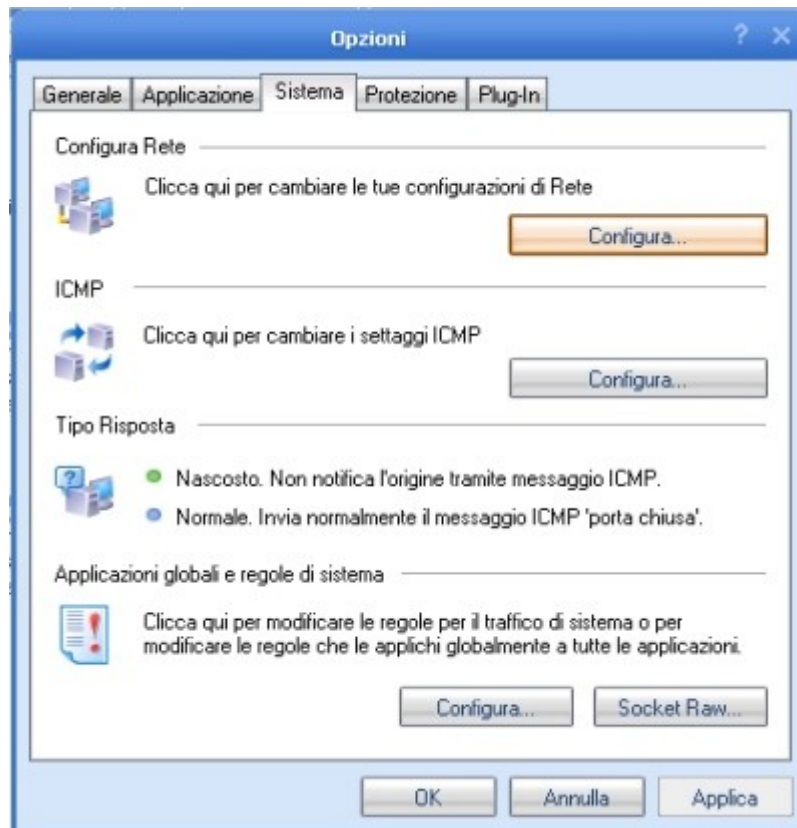 Opzioni
Generale Applicazione Sistema Protezione Plug-In
Configura Rete
Clicca qui per cambiare le tue configurazioni di Rete
Configura...
ICMP
Clicca qui per cambiare i settaggi ICMP
Configura...
Tipo Risposta
Nascosto. Non notifica l'origine tramite messaggio ICMP.
Normale. Invia normalmente il messaggio ICMP 'porta chiusa'.
Applicazioni globali e regole di sistema
Clicca qui per modificare le regole per il traffico di sistema o per
modificare le regole che le applichi globalmente a tutte le applicazioni.
Configura... Socket Raw...
OK Annulla Applica